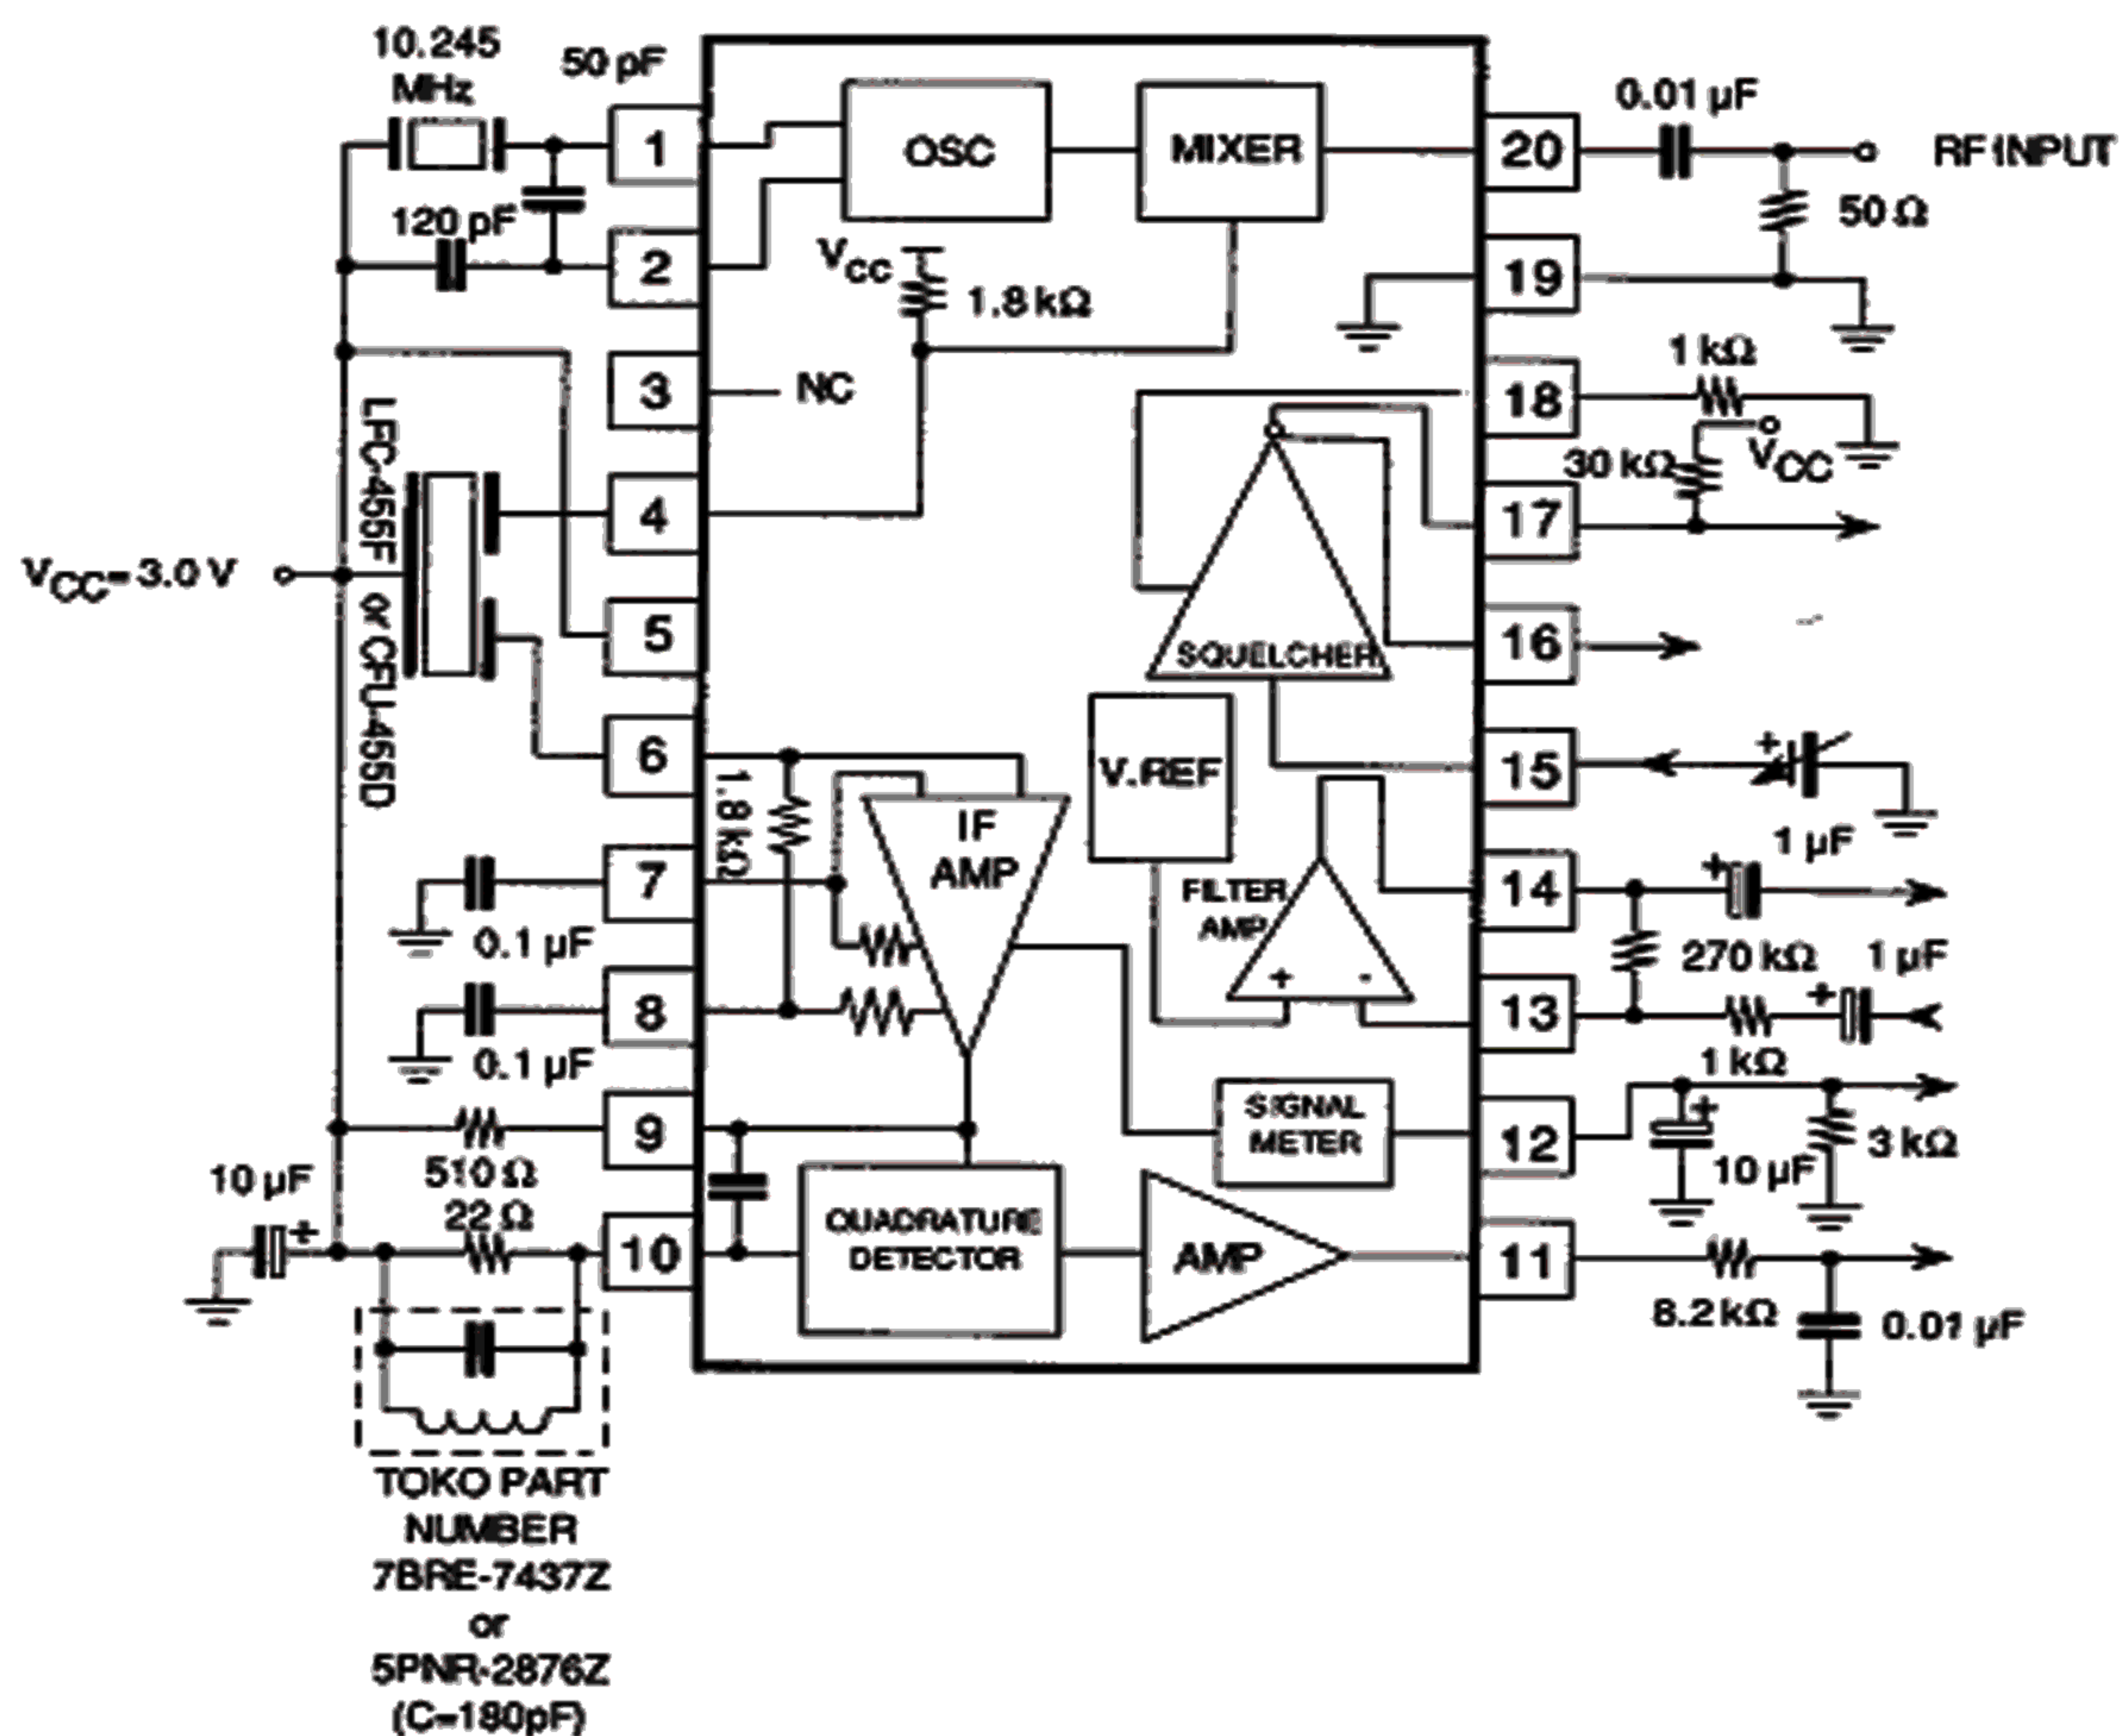 10.245
MHz
50 pF
1
120 pF
2
3
NC
4
5
6
7
8
9
10
OSC
MIXER
VCC
1.8 kΩ
LFC-455F or CFU-455D
VCC=3.0 V
1.8 kΩ
IF
AMP
0.1 µF
0.1 µF
510 Ω
22 Ω
10 µF
+
SQUELCHER
V.REF
FILTER
AMP
+ -
SIGNAL
METER
QUADRATURE
DETECTOR
AMP
20
0.01 µF
RF INPUT
50 Ω
19
18
1 kΩ
30 kΩ
VCC
17
16
15
+
14
+
1 µF
270 kΩ
13
1 kΩ
+
1 µF
12
+
10 µF
3 kΩ
11
8.2 kΩ
0.01 µF
TOKO PART
NUMBER
7BRE-7437Z
or
5PNR-2876Z
(C=180pF)